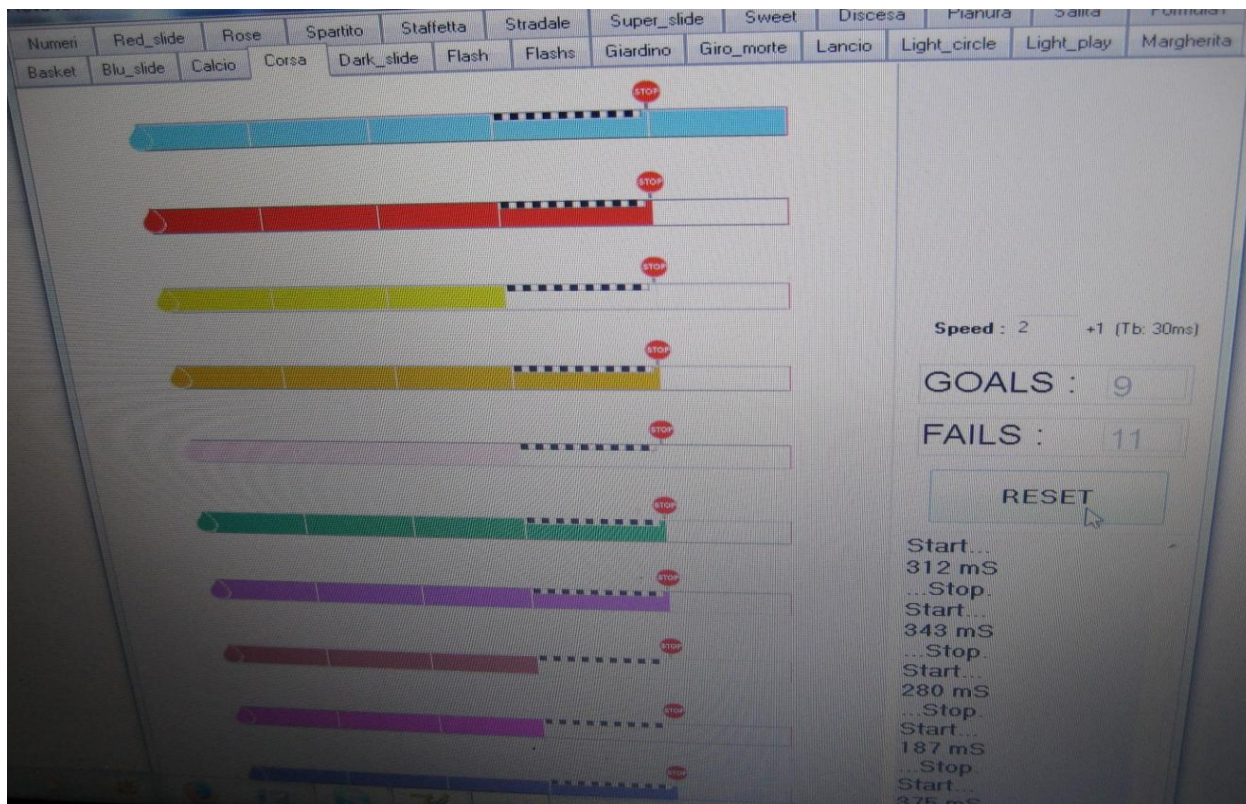 Numeri Red_slide Rose Spartito Staffetta Stradale Super_slide Sweet Discesa Pianura Salita Formula1
Basket Blu_slide Calcio Corsa Dark_slide Flash Flashs Giardino Giro_morte Lancio Light_circle Light_play Margherita
STOP
STOP
STOP
Speed : 2 +1 (Tb: 30ms)
STOP
GOALS : 9
STOP
FAILS : 11
RESET
STOP
Start...
312 mS
...Stop.
STOP
Start...
343 mS
STOP
...Stop.
Start...
280 mS
STOP
...Stop.
Start...
187 mS
...Stop.
STOP
Start...
375 mS